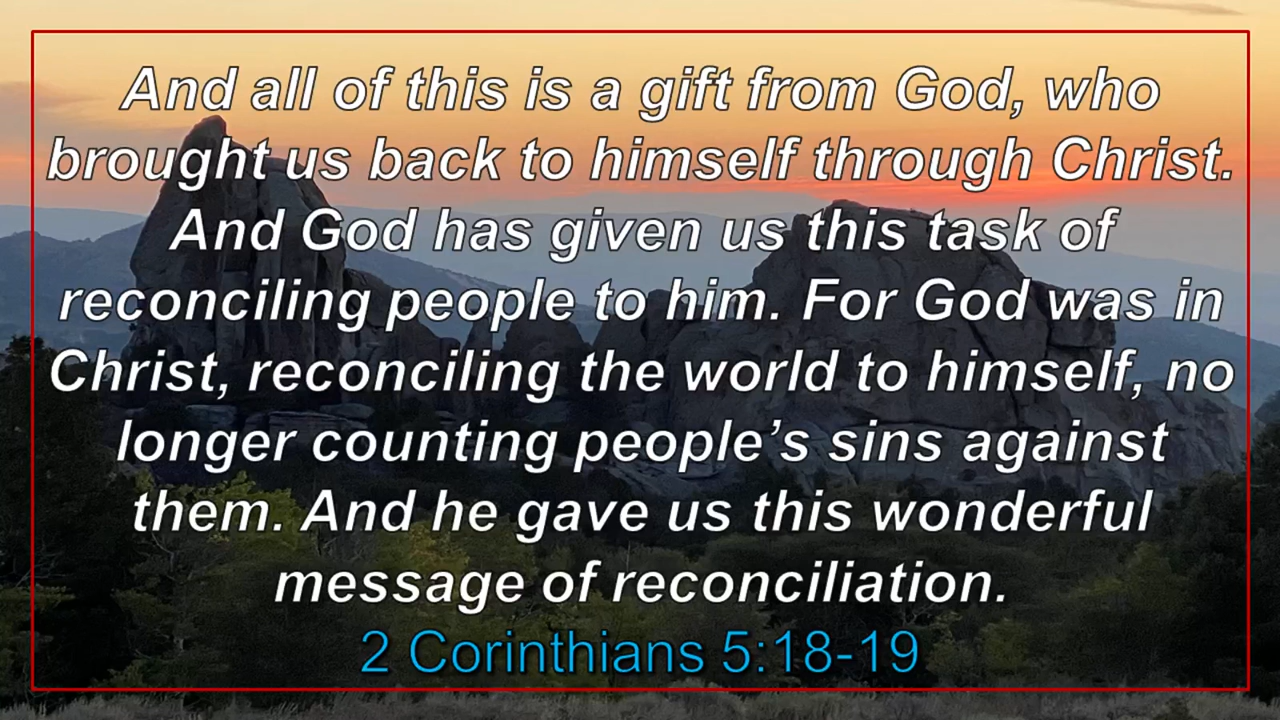 And all of this is a gift from God, who
brought us back to himself through Christ.
And God has given us this task of
reconciling people to him. For God was in
Christ, reconciling the world to himself, no
longer counting people’s sins against
them. And he gave us this wonderful
message of reconciliation.
2 Corinthians 5:18-19